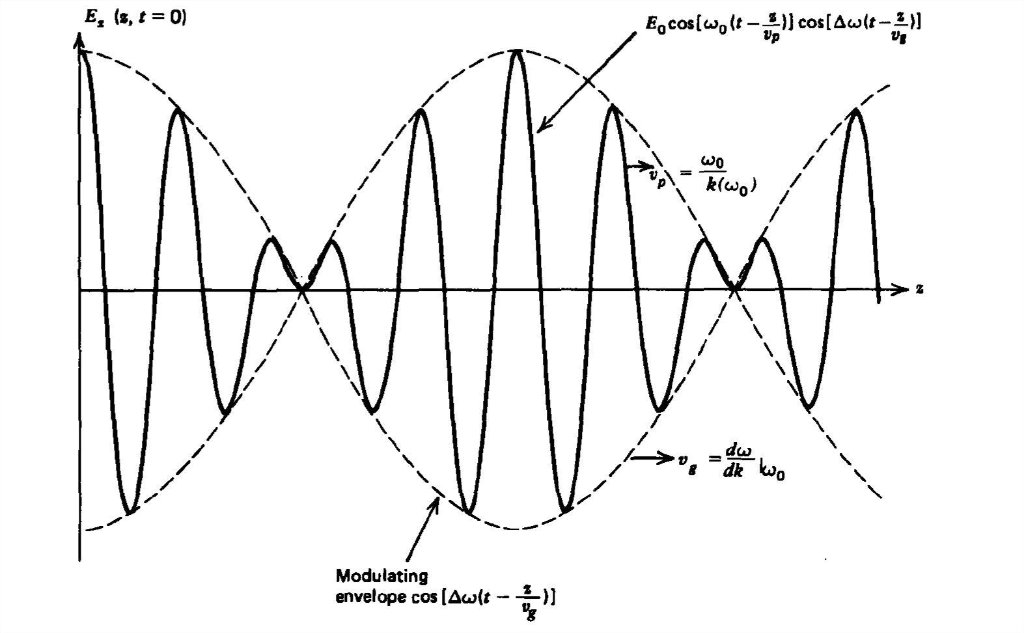 E_x (z, t = 0)
E_0 cos[ω_0(t − z/v_p)] cos[Δω(t − z/v_g)]
v_p = ω_0/k(ω_0)
z
v_g = dω/dk |ω_0
Modulating
envelope cos[Δω(t − z/v_g)]